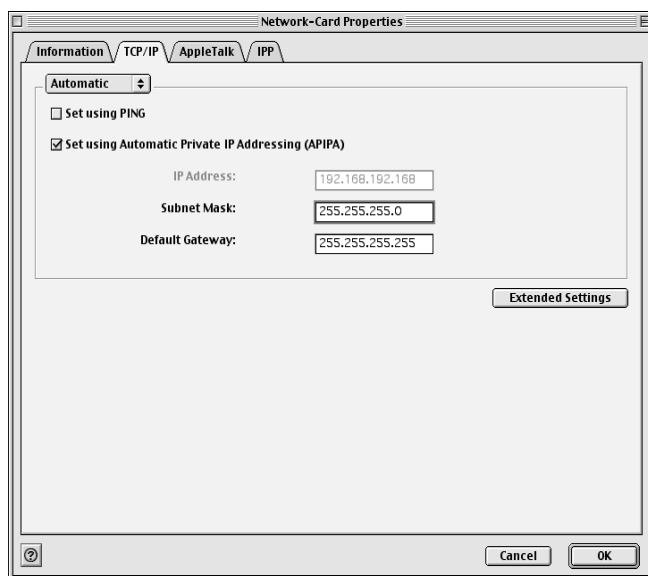 Network-Card Properties
Information TCP/IP AppleTalk IPP
Automatic
Set using PING
Set using Automatic Private IP Addressing (APIPA)
IP Address: 192.168.192.168
Subnet Mask: 255.255.255.0
Default Gateway: 255.255.255.255
Extended Settings
? Cancel OK